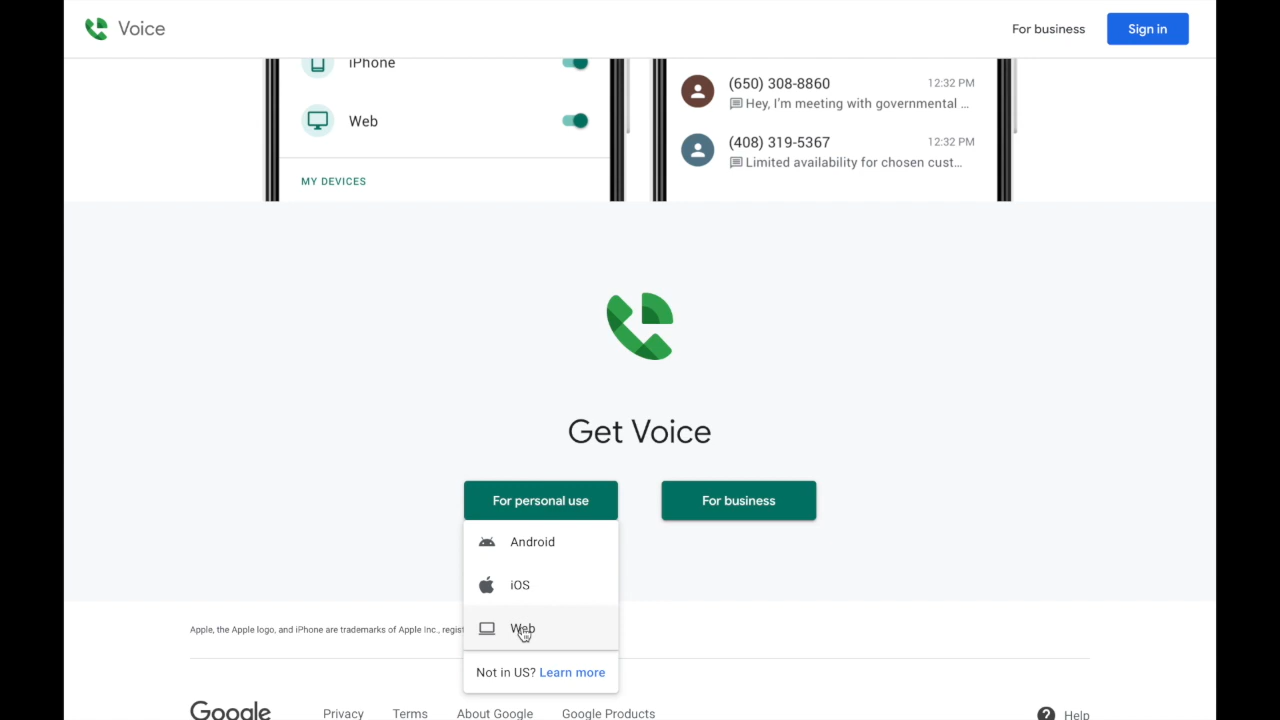 Voice
For business
Sign in
iPhone
Web
MY DEVICES
(650) 308-8860
12:32 PM
Hey, I'm meeting with governmental ...
(408) 319-5367
12:32 PM
Limited availability for chosen cust...
Get Voice
For personal use
For business
Android
iOS
Web
Apple, the Apple logo, and iPhone are trademarks of Apple Inc., regist
Not in US? Learn more
Google
Privacy
Terms
About Google
Google Products
Help